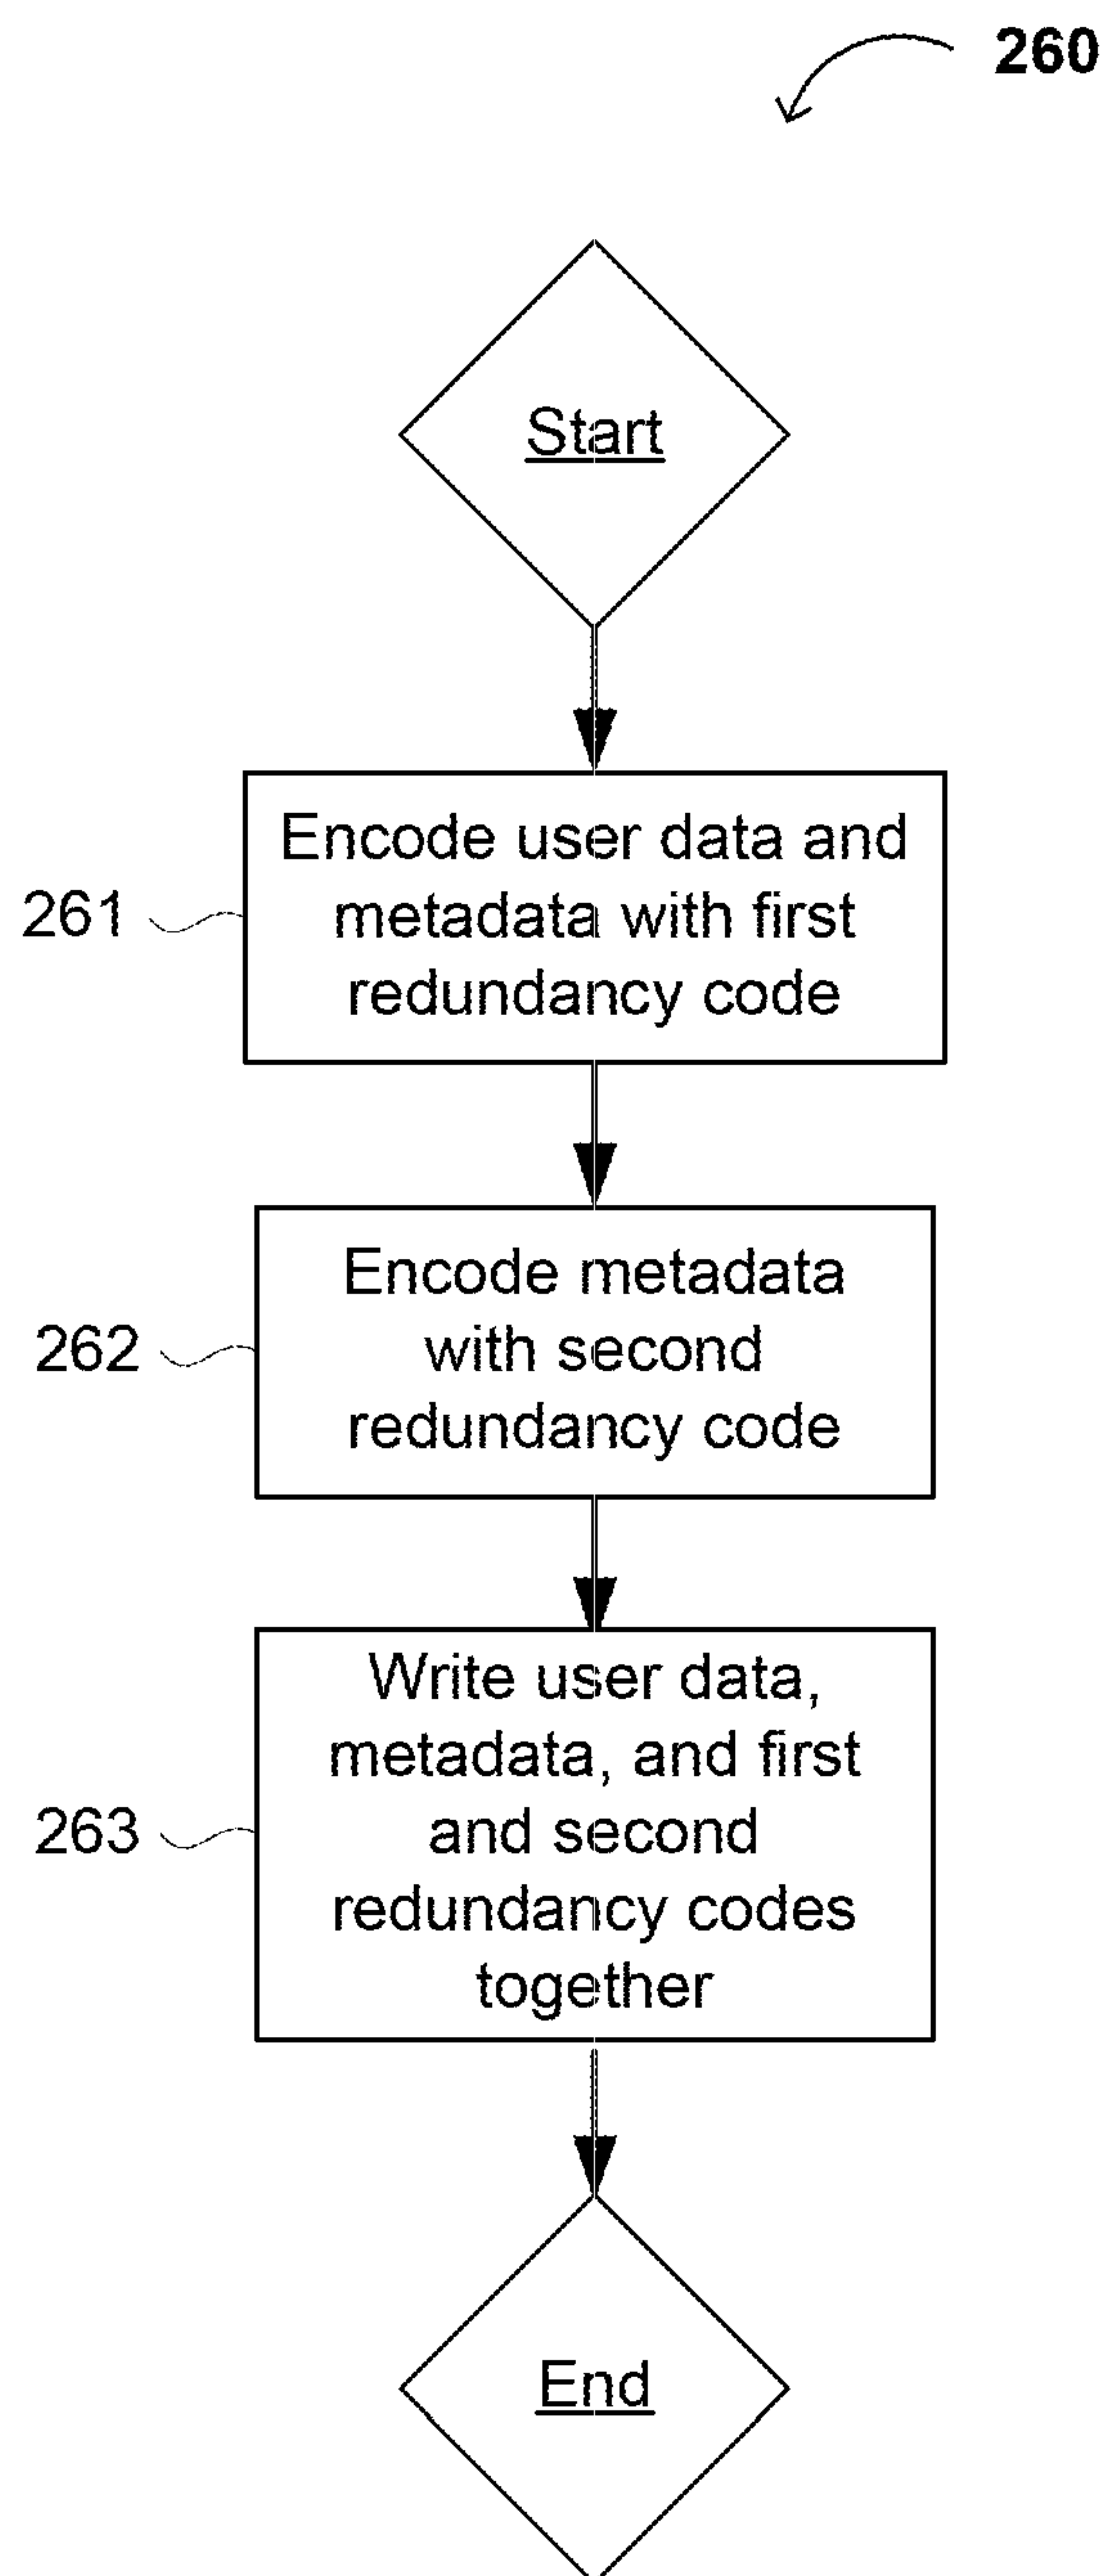 260
Start
261
Encode user data and
metadata with first
redundancy code
262
Encode metadata
with second
redundancy code
263
Write user data,
metadata, and first
and second
redundancy codes
together
End